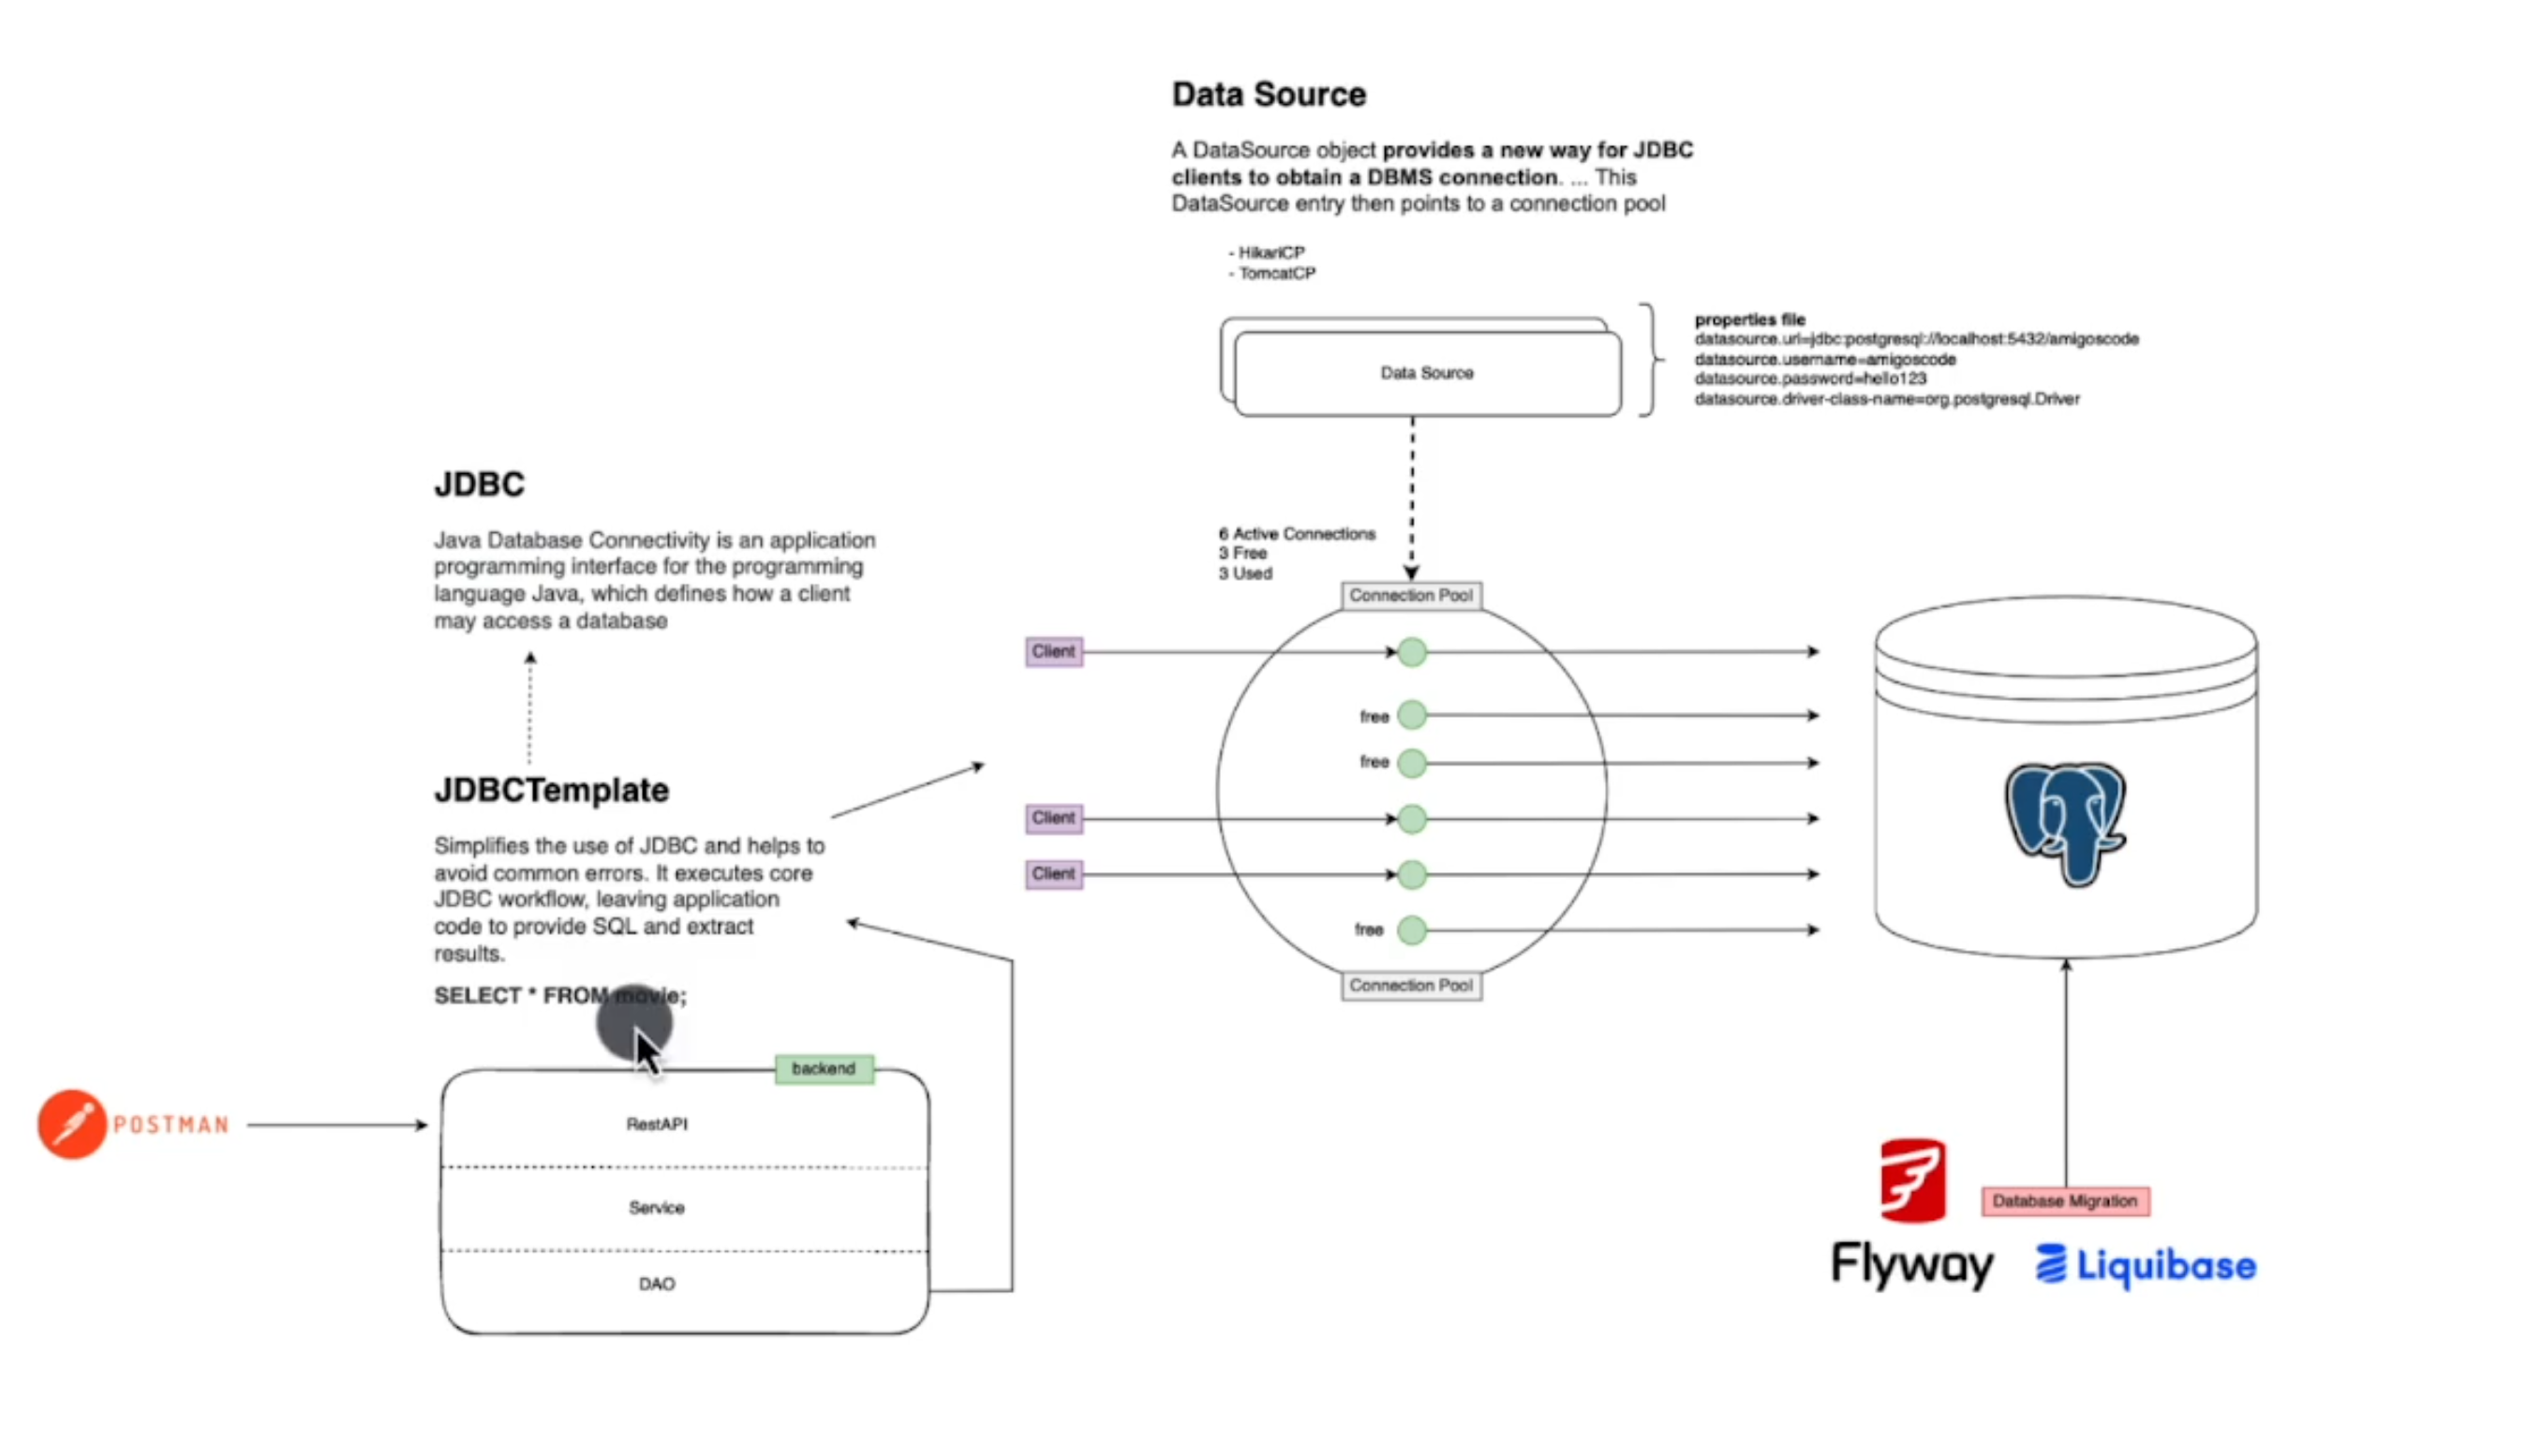 Data Source
A DataSource object provides a new way for JDBC
clients to obtain a DBMS connection. ... This
DataSource entry then points to a connection pool
- HikariCP
- TomcatCP
Data Source
properties file
datasource.url=jdbc:postgresql://localhost:5432/amigoscode
datasource.username=amigoscode
datasource.password=hello123
datasource.driver-class-name=org.postgresql.Driver
JDBC
Java Database Connectivity is an application
programming interface for the programming
language Java, which defines how a client
may access a database
6 Active Connections
3 Free
3 Used
Connection Pool
Client
free
free
Client
Client
free
Connection Pool
JDBCTemplate
Simplifies the use of JDBC and helps to
avoid common errors. It executes core
JDBC workflow, leaving application
code to provide SQL and extract
results.
SELECT * FROM movie;
backend
POSTMAN
RestAPI
Service
DAO
Database Migration
Flyway
Liquibase